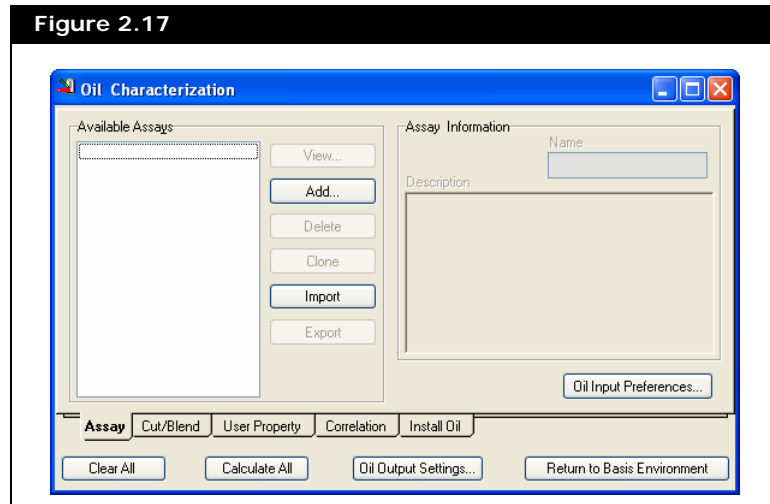 Figure 2.17
Oil Characterization
Available Assays
View...
Add...
Delete
Clone
Import
Export
Assay Information
Name
Description
Oil Input Preferences...
Assay Cut/Blend User Property Correlation Install Oil
Clear All Calculate All Oil Output Settings... Return to Basis Environment